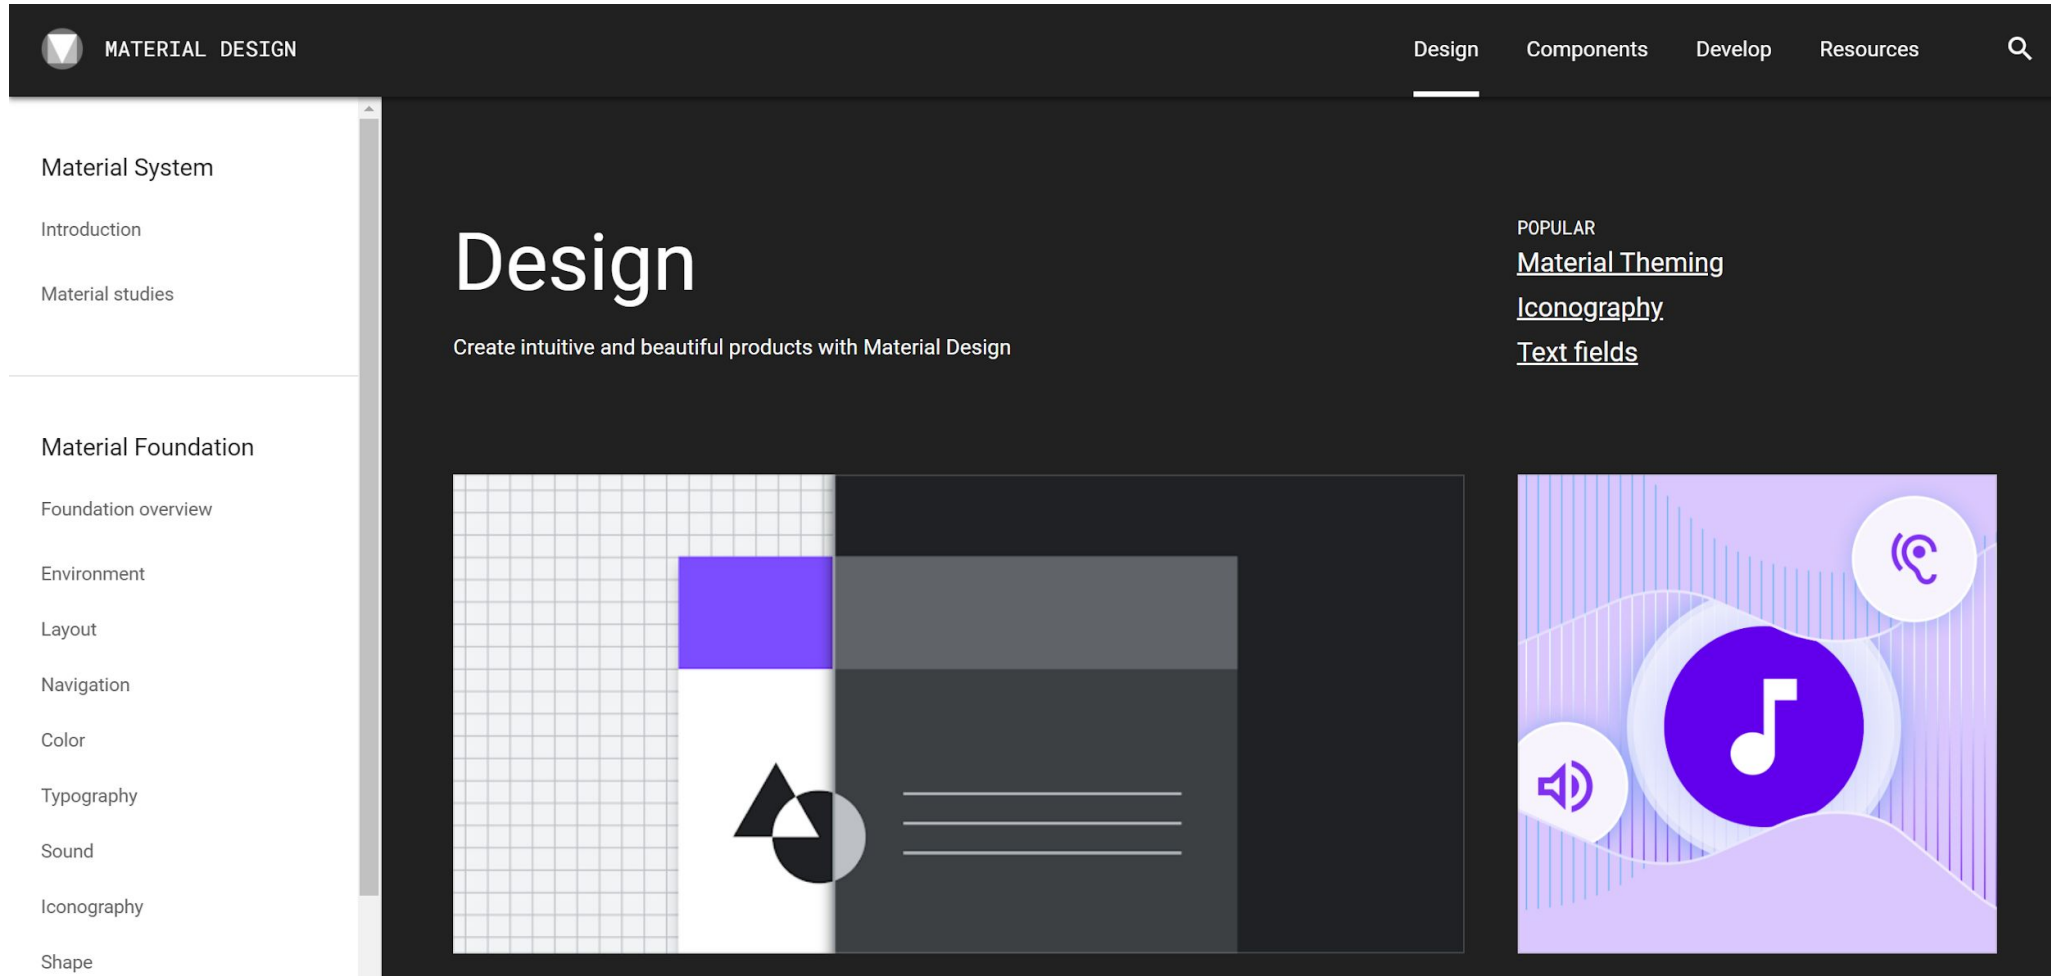 MATERIAL DESIGN
Design
Components
Develop
Resources
Material System
Introduction
Material studies
Material Foundation
Foundation overview
Environment
Layout
Navigation
Color
Typography
Sound
Iconography
Shape
Design
Create intuitive and beautiful products with Material Design
POPULAR
Material Theming
Iconography
Text fields